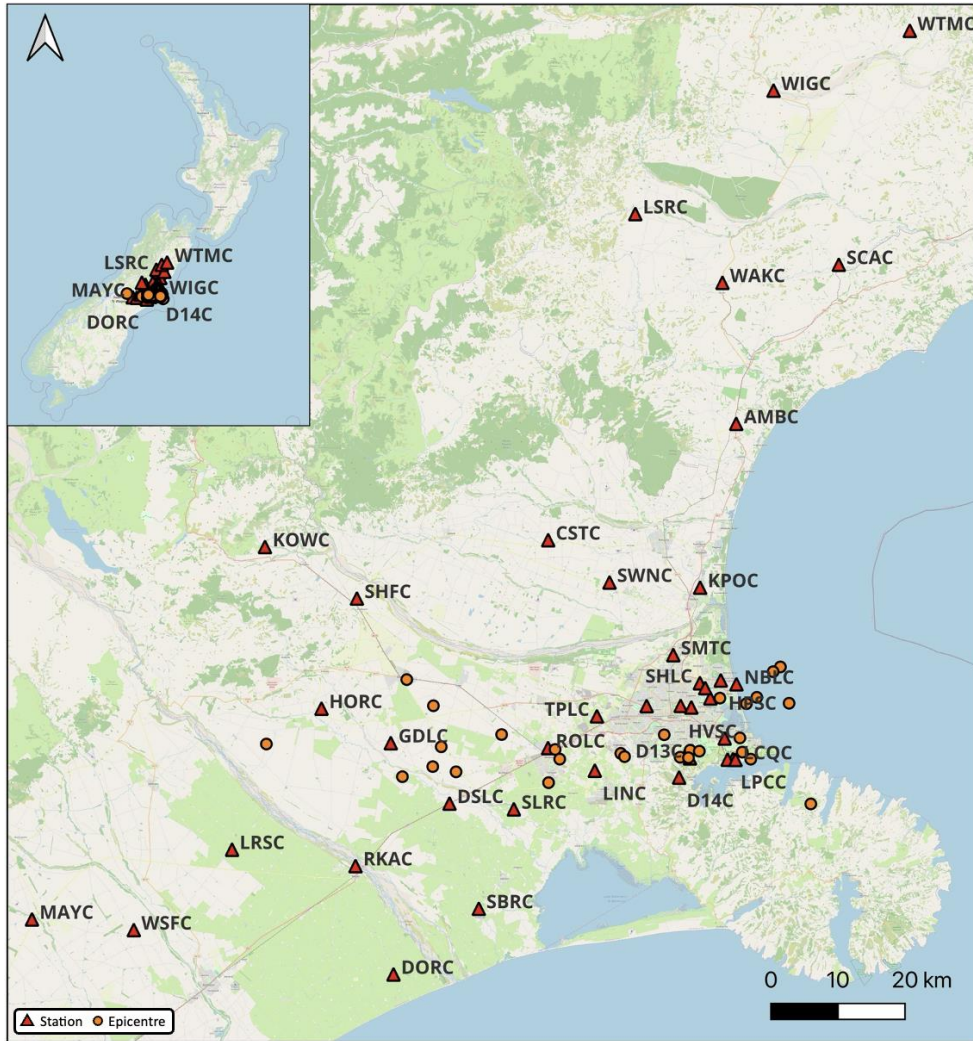 WTMC
WIGC
LSRC
WTMC
LSRC
SCAC
WAKC
MAYC
WIGC
D14C
DORC
AMBC
CSTC
KOWC
SWNC
KPOC
SHFC
SMTC
SHLC
NBLC
HORC
TPLC
HVSC
GDLC
ROLC
D13C
LPCC
LINC
D14C
DSLC
SLRC
LRSC
RKAC
SBRC
MAYC
WSFC
DORC
0 10 20 km
Station Epicentre